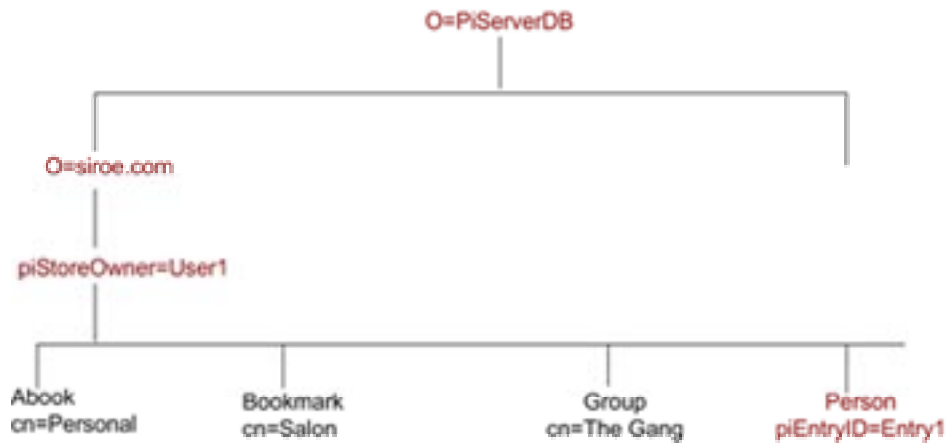 O=PiServerDB
O=siroe.com
piStoreOwner=User1
Abook
cn=Personal
Bookmark
cn=Salon
Group
cn=The Gang
Person
piEntryID=Entry1